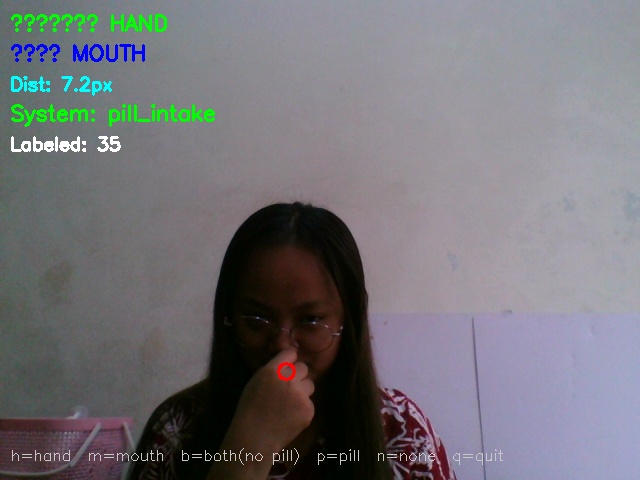 ??????? HAND
???? MOUTH
Dist: 7.2px
System: pill_intake
Labeled: 35
h=hand m=mouth b=both(no pill) p=pill n=none q=quit